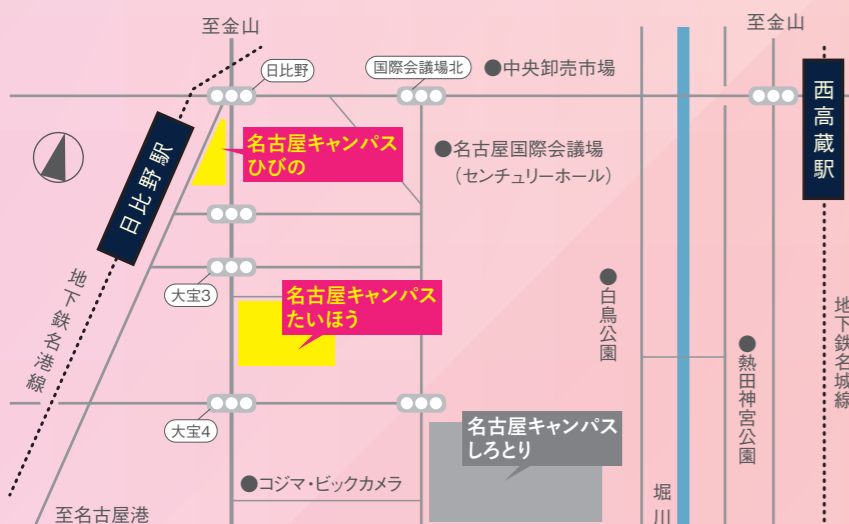 至金山
至金山
日比野
国際会議場北
●中央卸売市場
西高蔵駅
名古屋キャンパス
ひびの
●名古屋国際会議場
（センチュリーホール）
日比野駅
地下鉄名港線
大宝3
名古屋キャンパス
たいほう
●白鳥公園
●熱田神宮公園
地下鉄名城線
大宝4
名古屋キャンパス
しろとり
●コジマ・ビックカメラ
堀川
至名古屋港